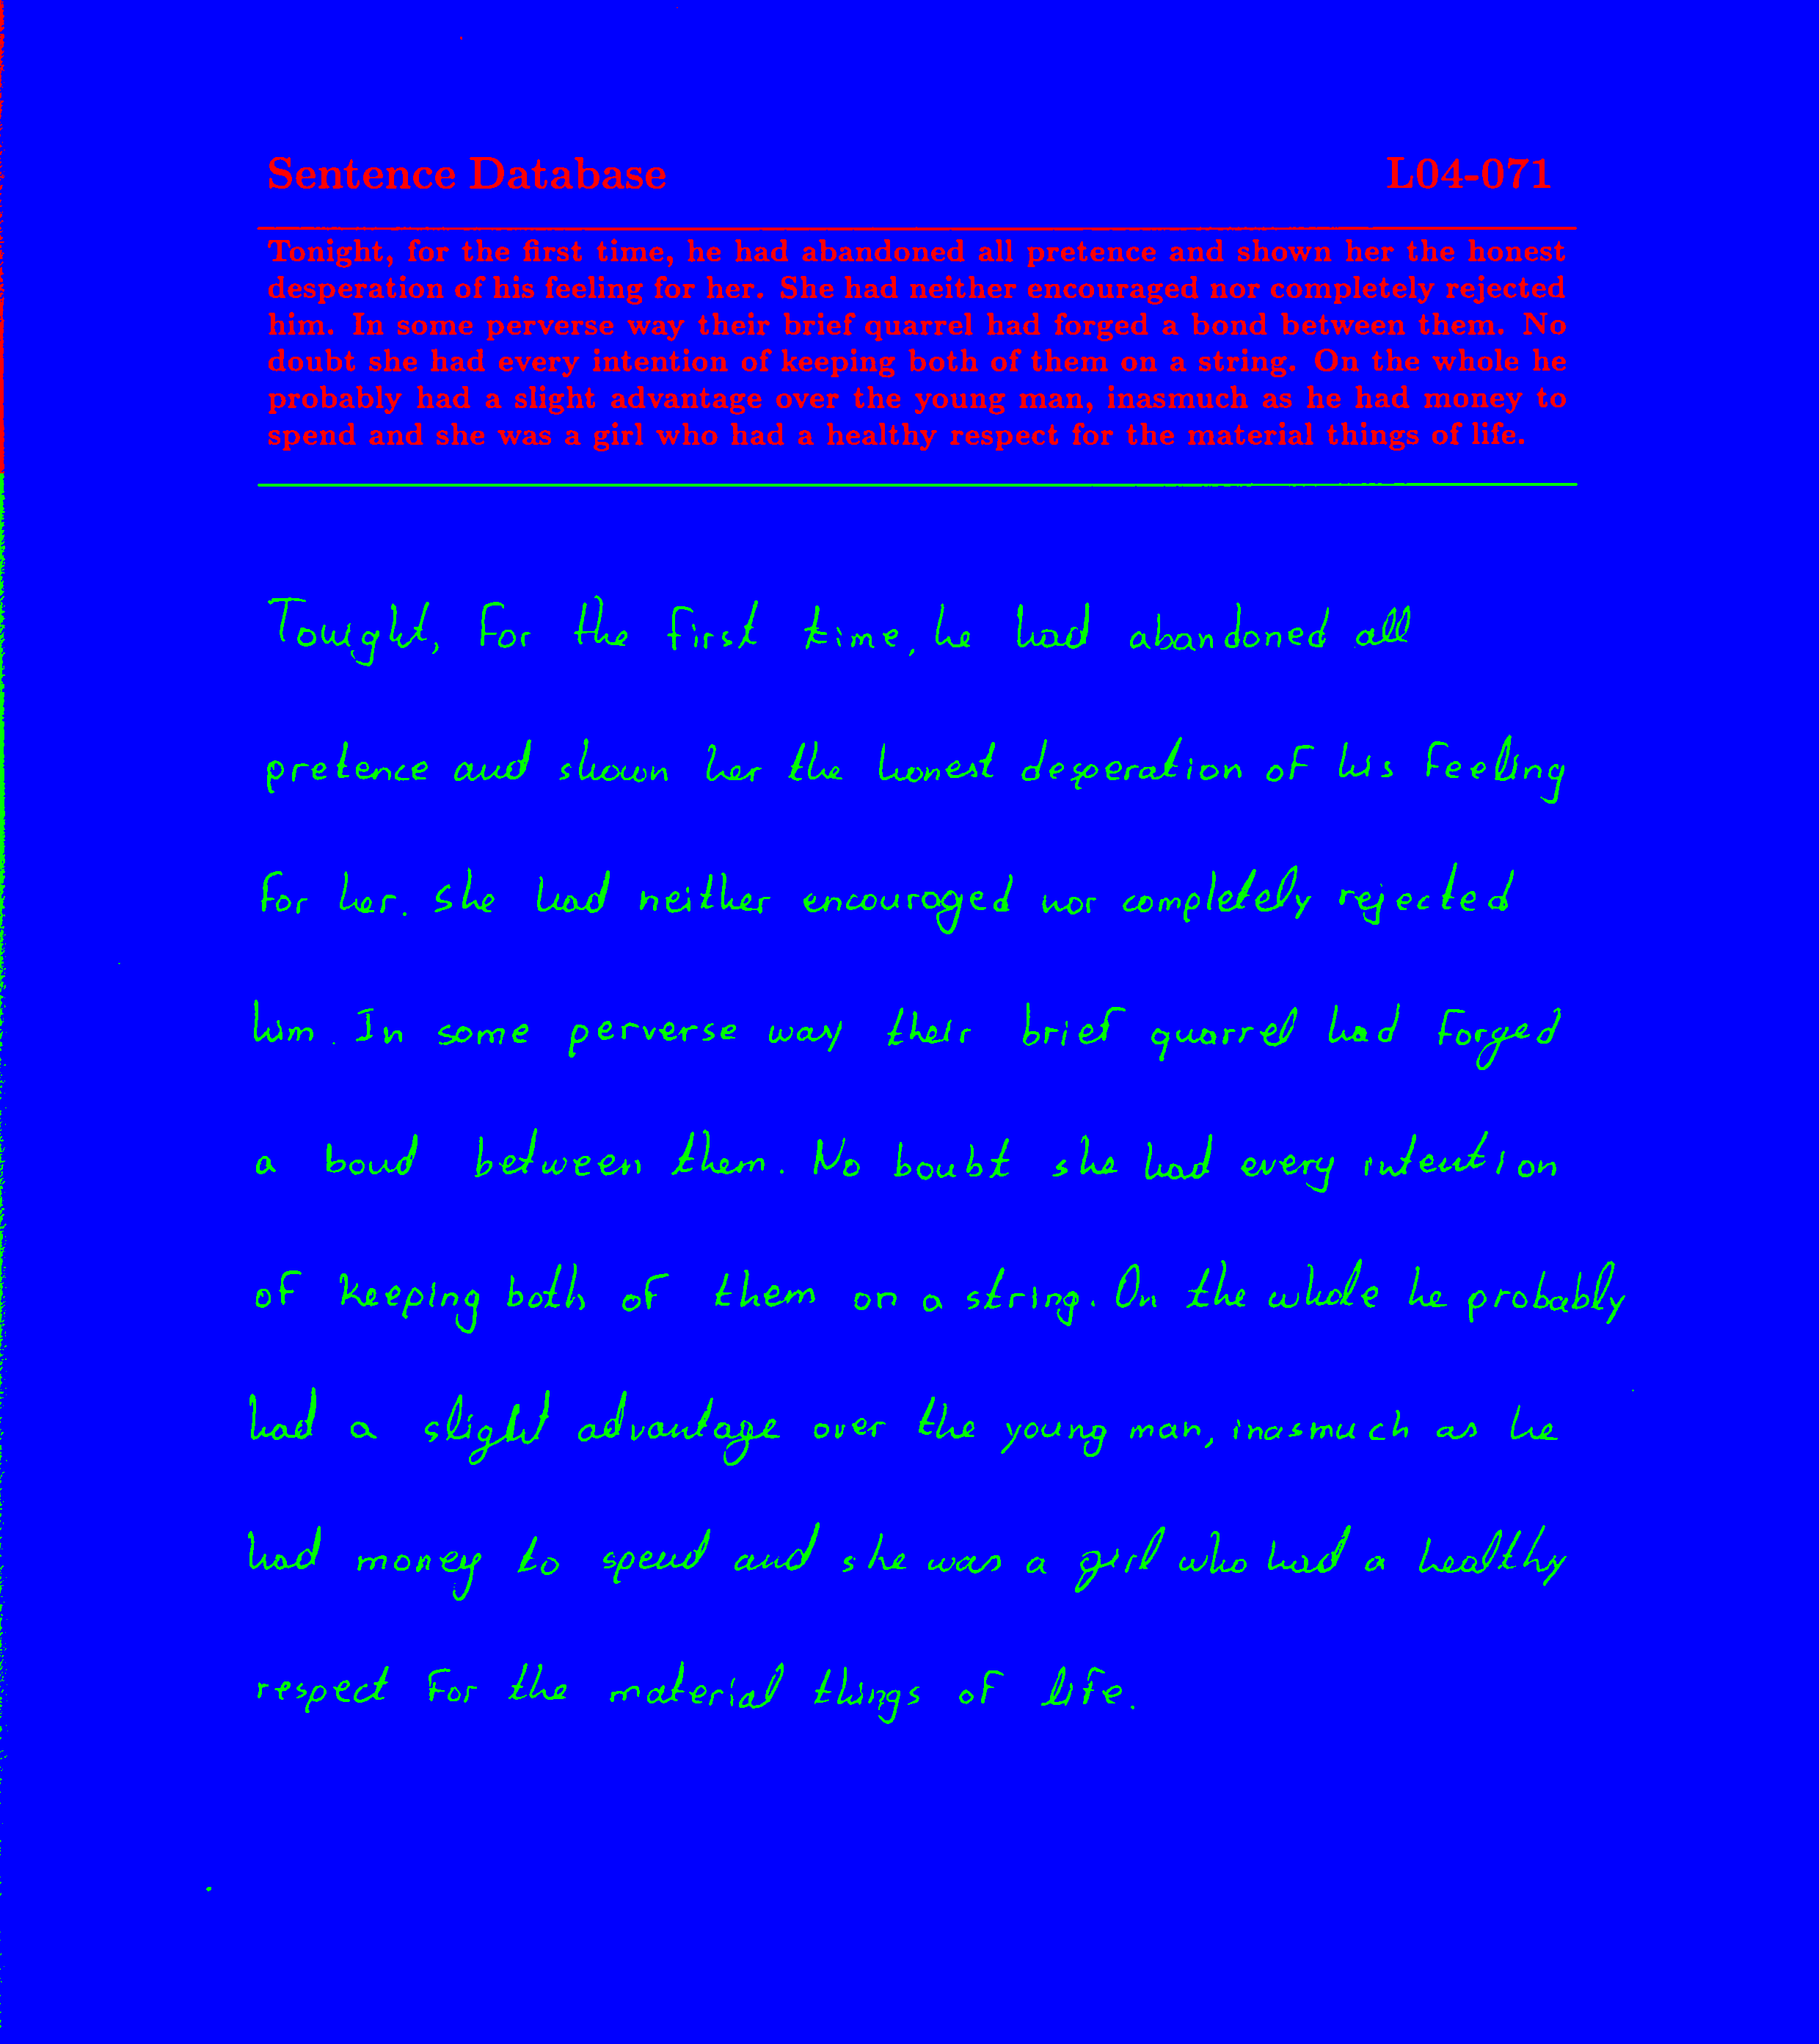 Sentence Database L04-071
Tonight, for the first time, he had abandoned all pretence and shown her the honest
desperation of his feeling for her. She had neither encouraged nor completely rejected
him. In some perverse way their brief quarrel had forged a bond between them. No
doubt she had every intention of keeping both of them on a string. On the whole he
probably had a slight advantage over the young man, inasmuch as he had money to
spend and she was a girl who had a healthy respect for the material things of life.
Tonight, for the first time, he had abandoned all
pretence and shown her the honest desperation of his feeling
for her. She had neither encouraged nor completely rejected
him. In some perverse way their brief quarrel had forged
a bond between them. No boubt she had every intention
of keeping both of them on a string. On the whole he probably
had a slight advantage over the young man, inasmuch as he
had money to spend and she was a girl who had a healthy
respect for the material things of life.